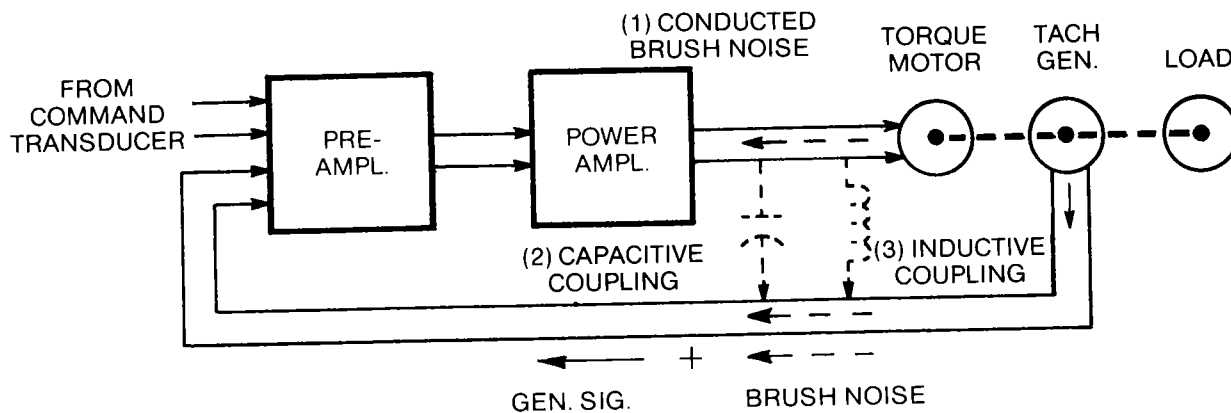 (1) CONDUCTED
BRUSH NOISE
TORQUE
MOTOR
TACH
GEN.
LOAD
FROM
COMMAND
TRANSDUCER
PRE-
AMPL.
POWER
AMPL.
(2) CAPACITIVE
COUPLING
(3) INDUCTIVE
COUPLING
+
GEN. SIG.
BRUSH NOISE